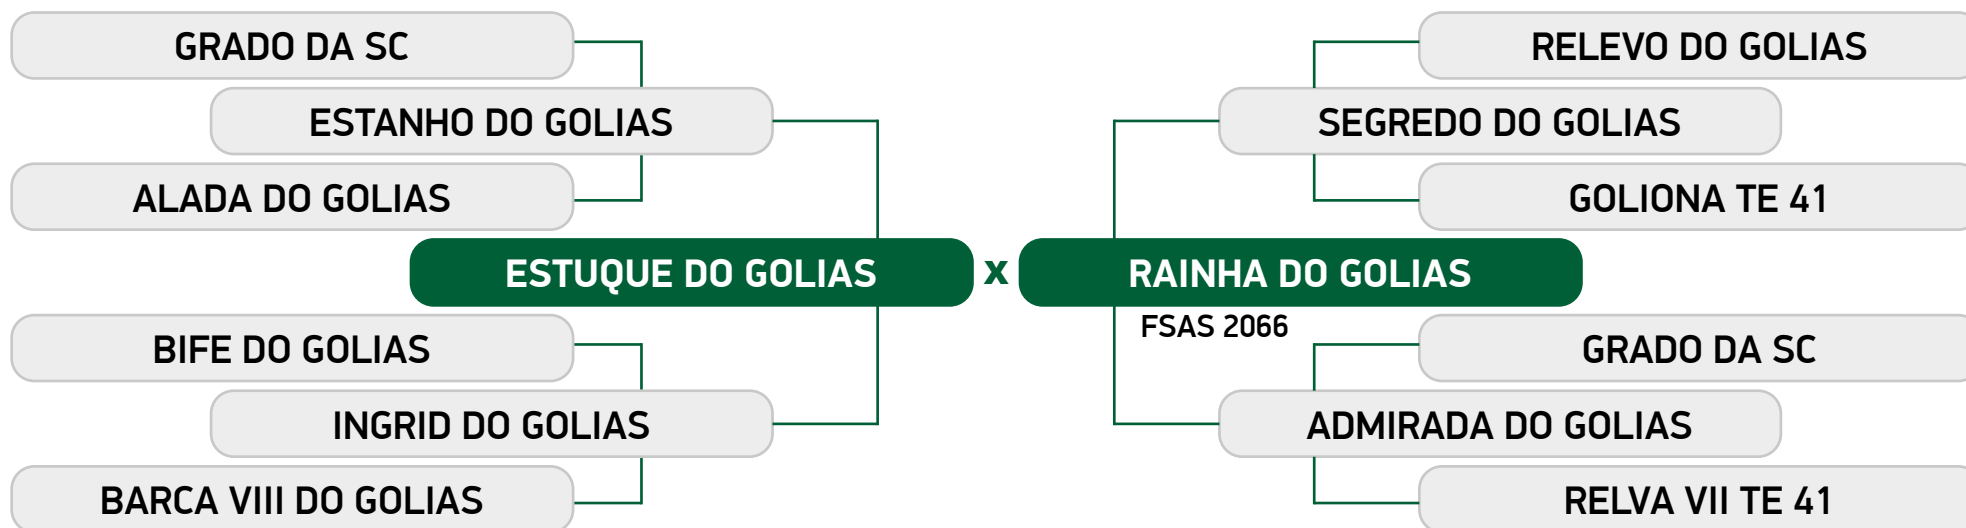 GRADO DA SC
ESTANHO DO GOLIAS
ALADA DO GOLIAS
RELEVO DO GOLIAS
SEGREDO DO GOLIAS
GOLIONA TE 41
ESTUQUE DO GOLIAS x RAINHA DO GOLIAS
FSAS 2066
BIFE DO GOLIAS
INGRID DO GOLIAS
BARCA VIII DO GOLIAS
GRADO DA SC
ADMIRADA DO GOLIAS
RELVA VII TE 41